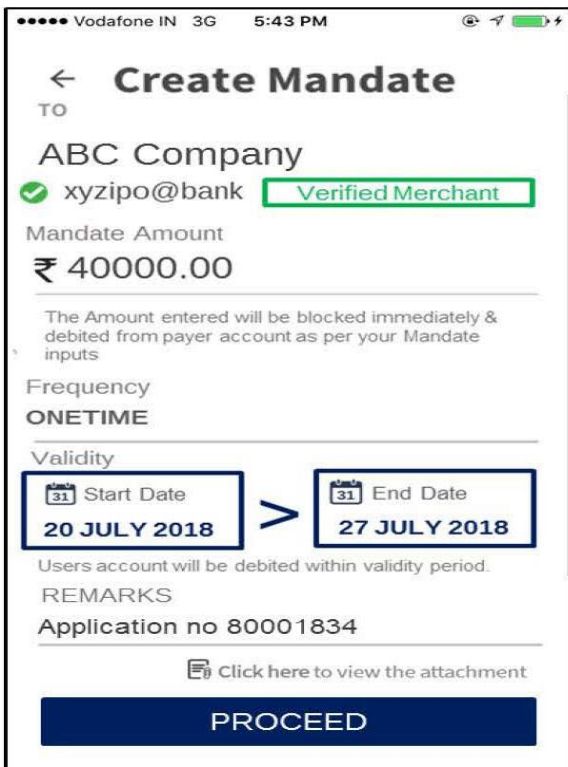 Vodafone IN 3G 5:43 PM
Create Mandate
TO
ABC Company
xyzipo@bank Verified Merchant
Mandate Amount
₹ 40000.00
The Amount entered will be blocked immediately &
debited from payer account as per your Mandate
inputs
Frequency
ONETIME
Validity
31 Start Date > 31 End Date
20 JULY 2018 27 JULY 2018
Users account will be debited within validity period.
REMARKS
Application no 80001834
Click here to view the attachment
PROCEED